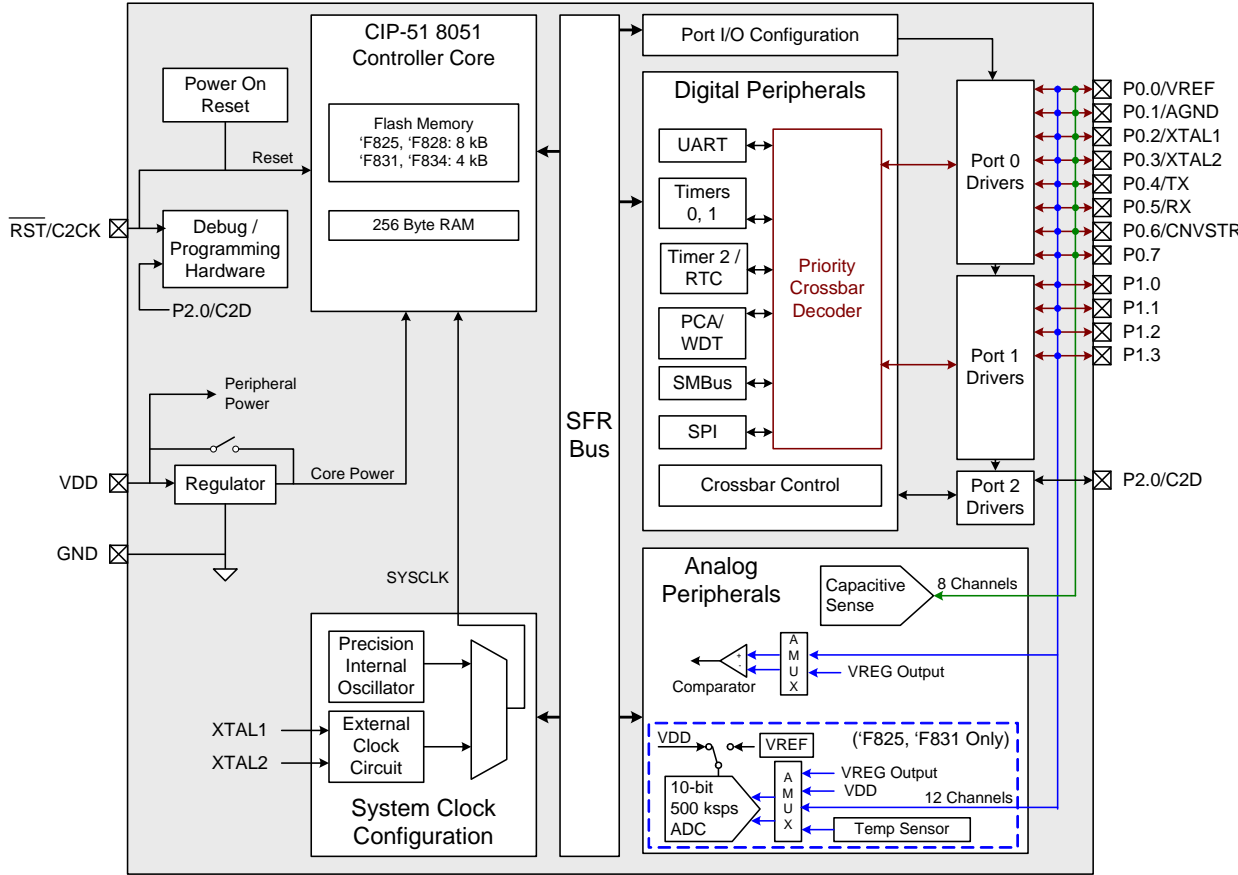 CIP-51 8051
Controller Core
Flash Memory
‘F825, ‘F828: 8 kB
‘F831, ‘F834: 4 kB
256 Byte RAM
Power On
Reset
Reset
RST/C2CK
Debug /
Programming
Hardware
P2.0/C2D
Peripheral
Power
VDD
Regulator
Core Power
GND
SYSCLK
Precision
Internal
Oscillator
XTAL1
XTAL2
External
Clock
Circuit
System Clock
Configuration
SFR
Bus
Port I/O Configuration
Digital Peripherals
UART
Timers
0, 1
Timer 2 /
RTC
PCA/
WDT
SMBus
SPI
Priority
Crossbar
Decoder
Crossbar Control
Port 0
Drivers
Port 1
Drivers
Port 2
Drivers
P0.0/VREF
P0.1/AGND
P0.2/XTAL1
P0.3/XTAL2
P0.4/TX
P0.5/RX
P0.6/CNVSTR
P0.7
P1.0
P1.1
P1.2
P1.3
P2.0/C2D
Analog
Peripherals
Capacitive
Sense
8 Channels
+
-
Comparator
A
M
U
X
VREG Output
VDD
VREF
(‘F825, ‘F831 Only)
10-bit
500 ksps
ADC
A
M
U
X
VREG Output
VDD
12 Channels
Temp Sensor